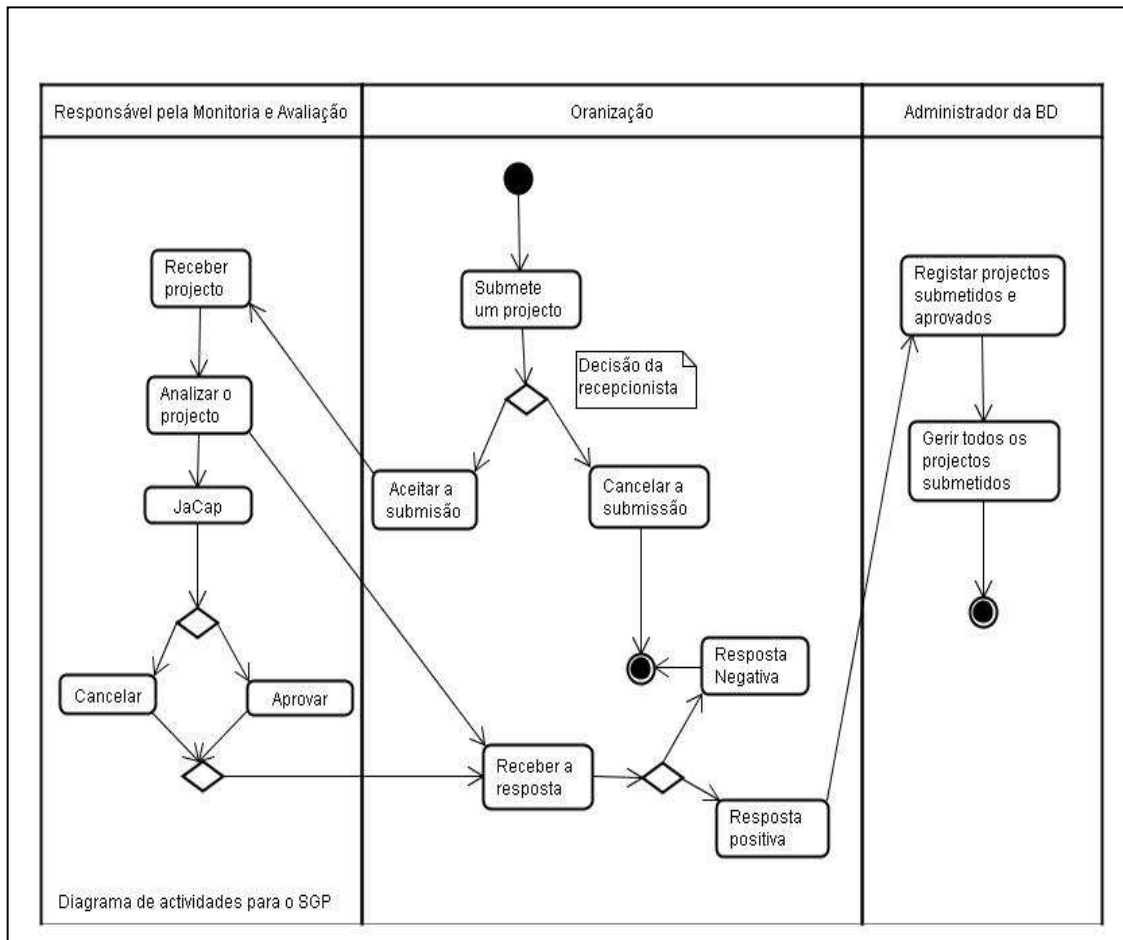 Responsável pela Monitoria e Avaliação
Oranização
Administrador da BD
Receber
projecto
Analizar o
projecto
JaCap
Cancelar
Aprovar
Submete
um projecto
Decisão da
recepcionista
Aceitar a
submisão
Cancelar a
submissão
Resposta
Negativa
Receber a
resposta
Resposta
positiva
Registar projectos
submetidos e
aprovados
Gerir todos os
projectos
submetidos
Diagrama de actividades para o SGP